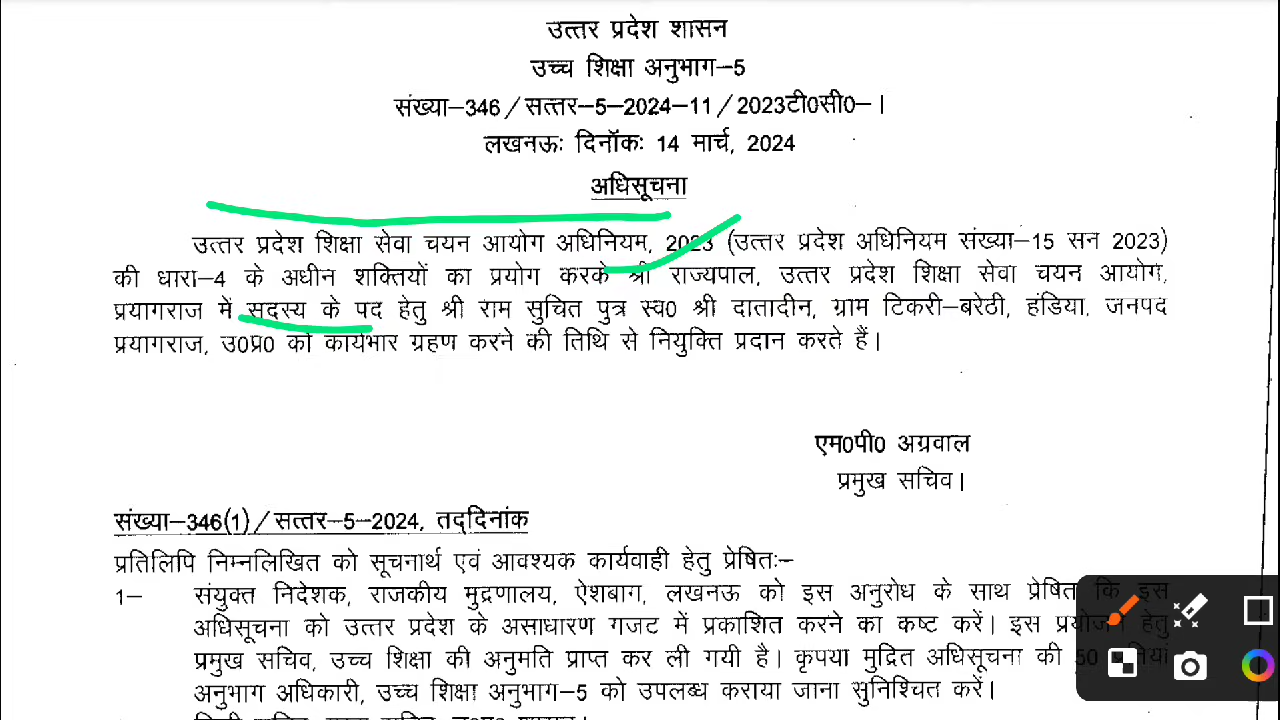 उत्तर प्रदेश शासन
उच्च शिक्षा अनुभाग–5
संख्या–346/सत्तर–5–2024–11/2023टी0सी0–।
लखनऊः दिनॉकः 14 मार्च, 2024
अधिसूचना
उत्तर प्रदेश शिक्षा सेवा चयन आयोग अधिनियम, 2023 (उत्तर प्रदेश अधिनियम संख्या–15 सन 2023)
की धारा–4 के अधीन शक्तियों का प्रयोग करके श्री राज्यपाल, उत्तर प्रदेश शिक्षा सेवा चयन आयोग,
प्रयागराज में सदस्य के पद हेतु श्री राम सुचित पुत्र स्व0 श्री दातादीन, ग्राम टिकरी–बरेठी, हंडिया, जनपद
प्रयागराज, उ0प्र0 को कार्यभार ग्रहण करने की तिथि से नियुक्ति प्रदान करते हैं।
एम0पी0 अग्रवाल
प्रमुख सचिव।
संख्या–346(1)/सत्तर–5–2024, तद्दिनांक
प्रतिलिपि निम्नलिखित को सूचनार्थ एवं आवश्यक कार्यवाही हेतु प्रेषितः–
1– संयुक्त निदेशक, राजकीय मुद्रणालय, ऐशबाग, लखनऊ को इस अनुरोध के साथ प्रेषित कि इस
अधिसूचना को उत्तर प्रदेश के असाधारण गजट में प्रकाशित करने का कष्ट करें। इस प्रयोजन हेतु
प्रमुख सचिव, उच्च शिक्षा की अनुमति प्राप्त कर ली गयी है। कृपया मुद्रित अधिसूचना की 50
अनुभाग अधिकारी, उच्च शिक्षा अनुभाग–5 को उपलब्ध कराया जाना सुनिश्चित करें।